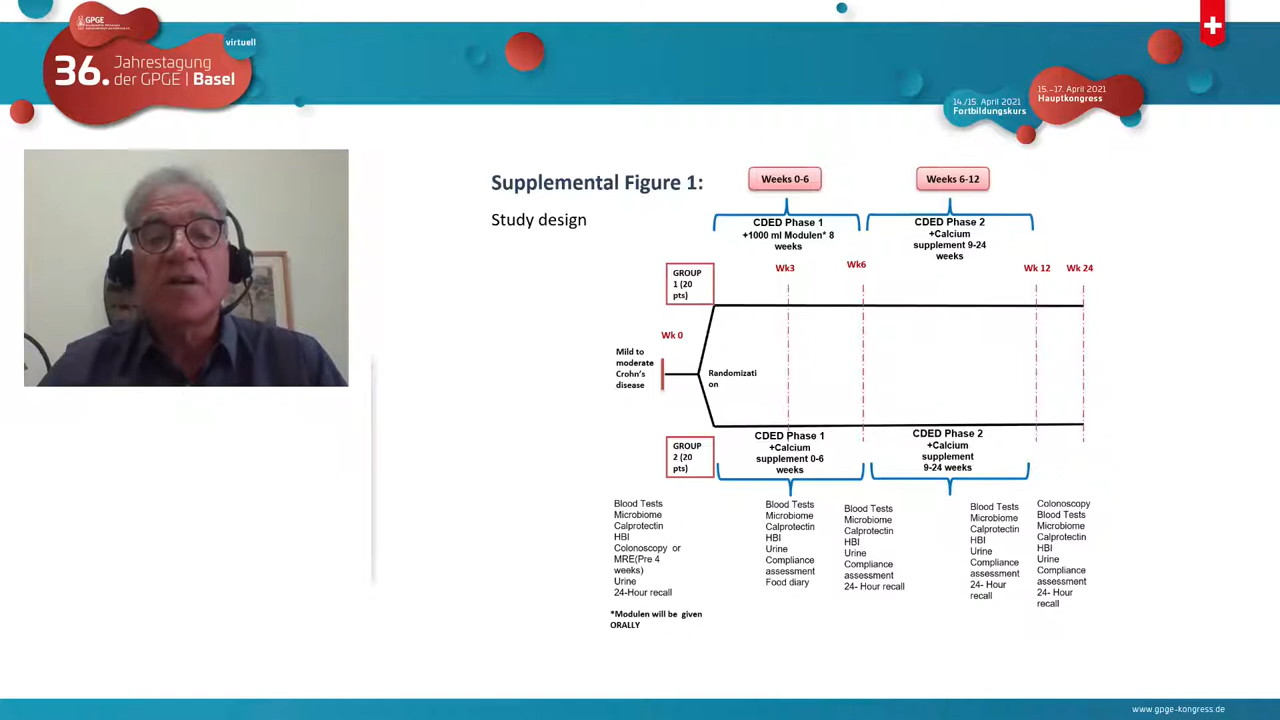 GPGE
virtuell
36. Jahrestagung
der GPGE | Basel
14./15. April 2021
Fortbildungskurs
15.–17. April 2021
Hauptkongress
Supplemental Figure 1:
Study design
Weeks 0-6
Weeks 6-12
CDED Phase 1
+1000 ml Modulen* 8
weeks
CDED Phase 2
+Calcium
supplement 9-24
weeks
GROUP
1 (20
pts)
Wk3
Wk6
Wk 12
Wk 24
Wk 0
Mild to
moderate
Crohn's
disease
Randomizati
on
GROUP
2 (20
pts)
CDED Phase 1
+Calcium
supplement 0-6
weeks
CDED Phase 2
+Calcium
supplement
9-24 weeks
Blood Tests
Microbiome
Calprotectin
HBI
Colonoscopy or
MRE(Pre 4
weeks)
Urine
24-Hour recall
Blood Tests
Microbiome
Calprotectin
HBI
Urine
Compliance
assessment
Food diary
Blood Tests
Microbiome
Calprotectin
HBI
Urine
Compliance
assessment
24- Hour recall
Blood Tests
Microbiome
Calprotectin
HBI
Urine
Compliance
assessment
24- Hour
recall
Colonoscopy
Blood Tests
Microbiome
Calprotectin
HBI
Urine
Compliance
assessment
24- Hour
recall
*Modulen will be given
ORALLY
www.gpge-kongress.de